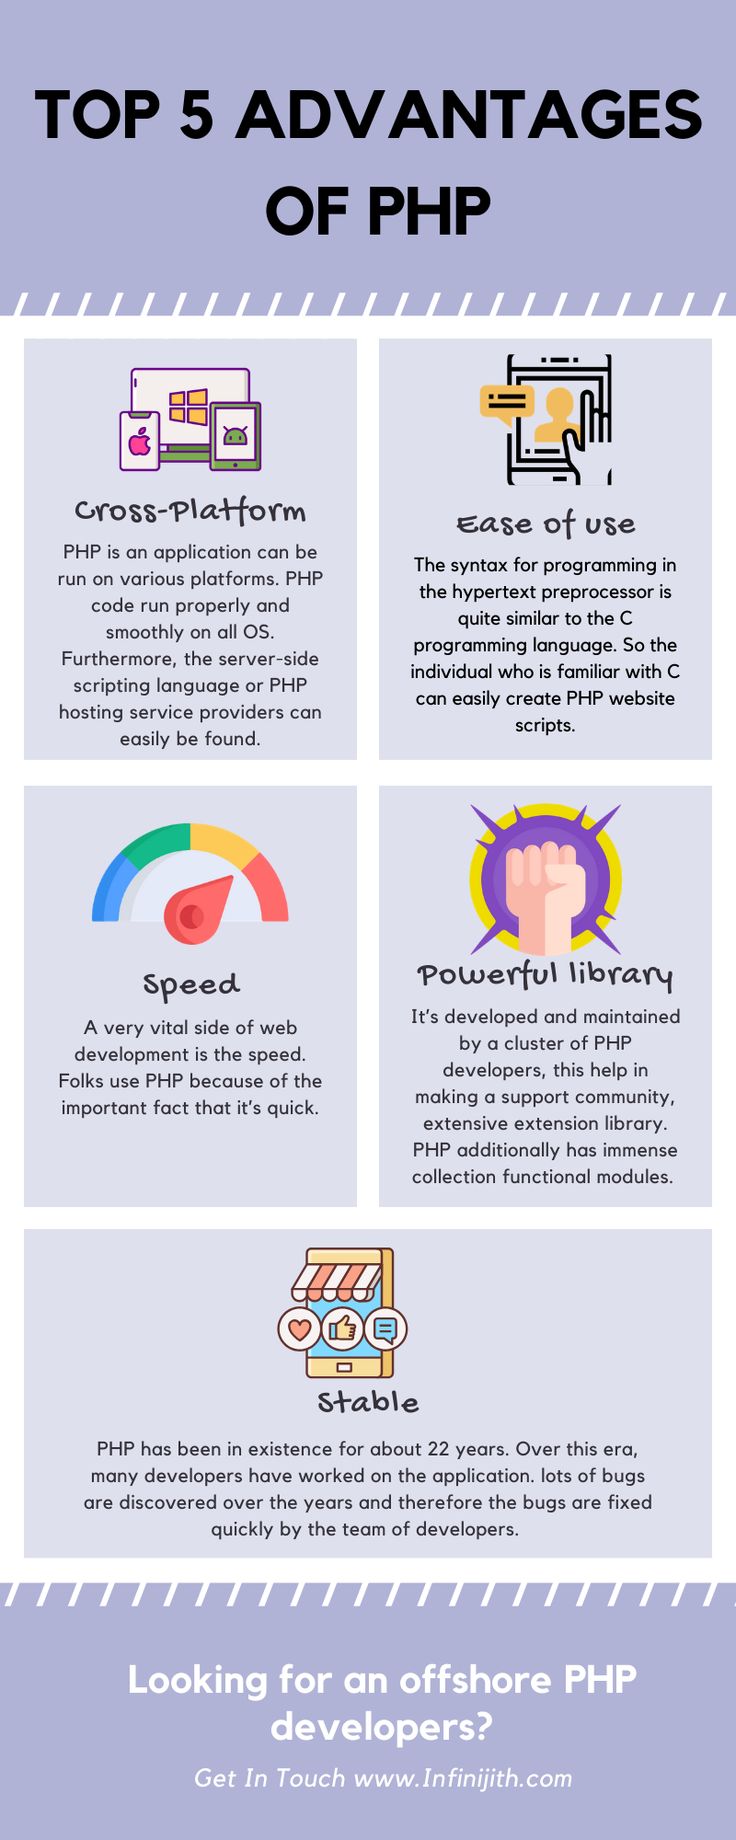 TOP 5 ADVANTAGES
OF PHP
Cross-Platform
PHP is an application can be
run on various platforms. PHP
code run properly and
smoothly on all OS.
Furthermore, the server-side
scripting language or PHP
hosting service providers can
easily be found.
Ease of use
The syntax for programming in
the hypertext preprocessor is
quite similar to the C
programming language. So the
individual who is familiar with C
can easily create PHP website
scripts.
Speed
A very vital side of web
development is the speed.
Folks use PHP because of the
important fact that it's quick.
Powerful library
It's developed and maintained
by a cluster of PHP
developers, this help in
making a support community,
extensive extension library.
PHP additionally has immense
collection functional modules.
Stable
PHP has been in existence for about 22 years. Over this era,
many developers have worked on the application. lots of bugs
are discovered over the years and therefore the bugs are fixed
quickly by the team of developers.
Looking for an offshore PHP
developers?
Get In Touch www.Infinijith.com